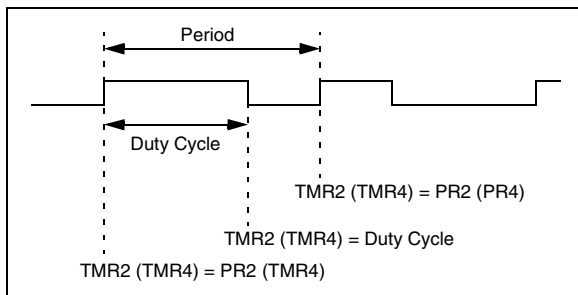 Period
Duty Cycle
TMR2 (TMR4) = PR2 (PR4)
TMR2 (TMR4) = Duty Cycle
TMR2 (TMR4) = PR2 (TMR4)